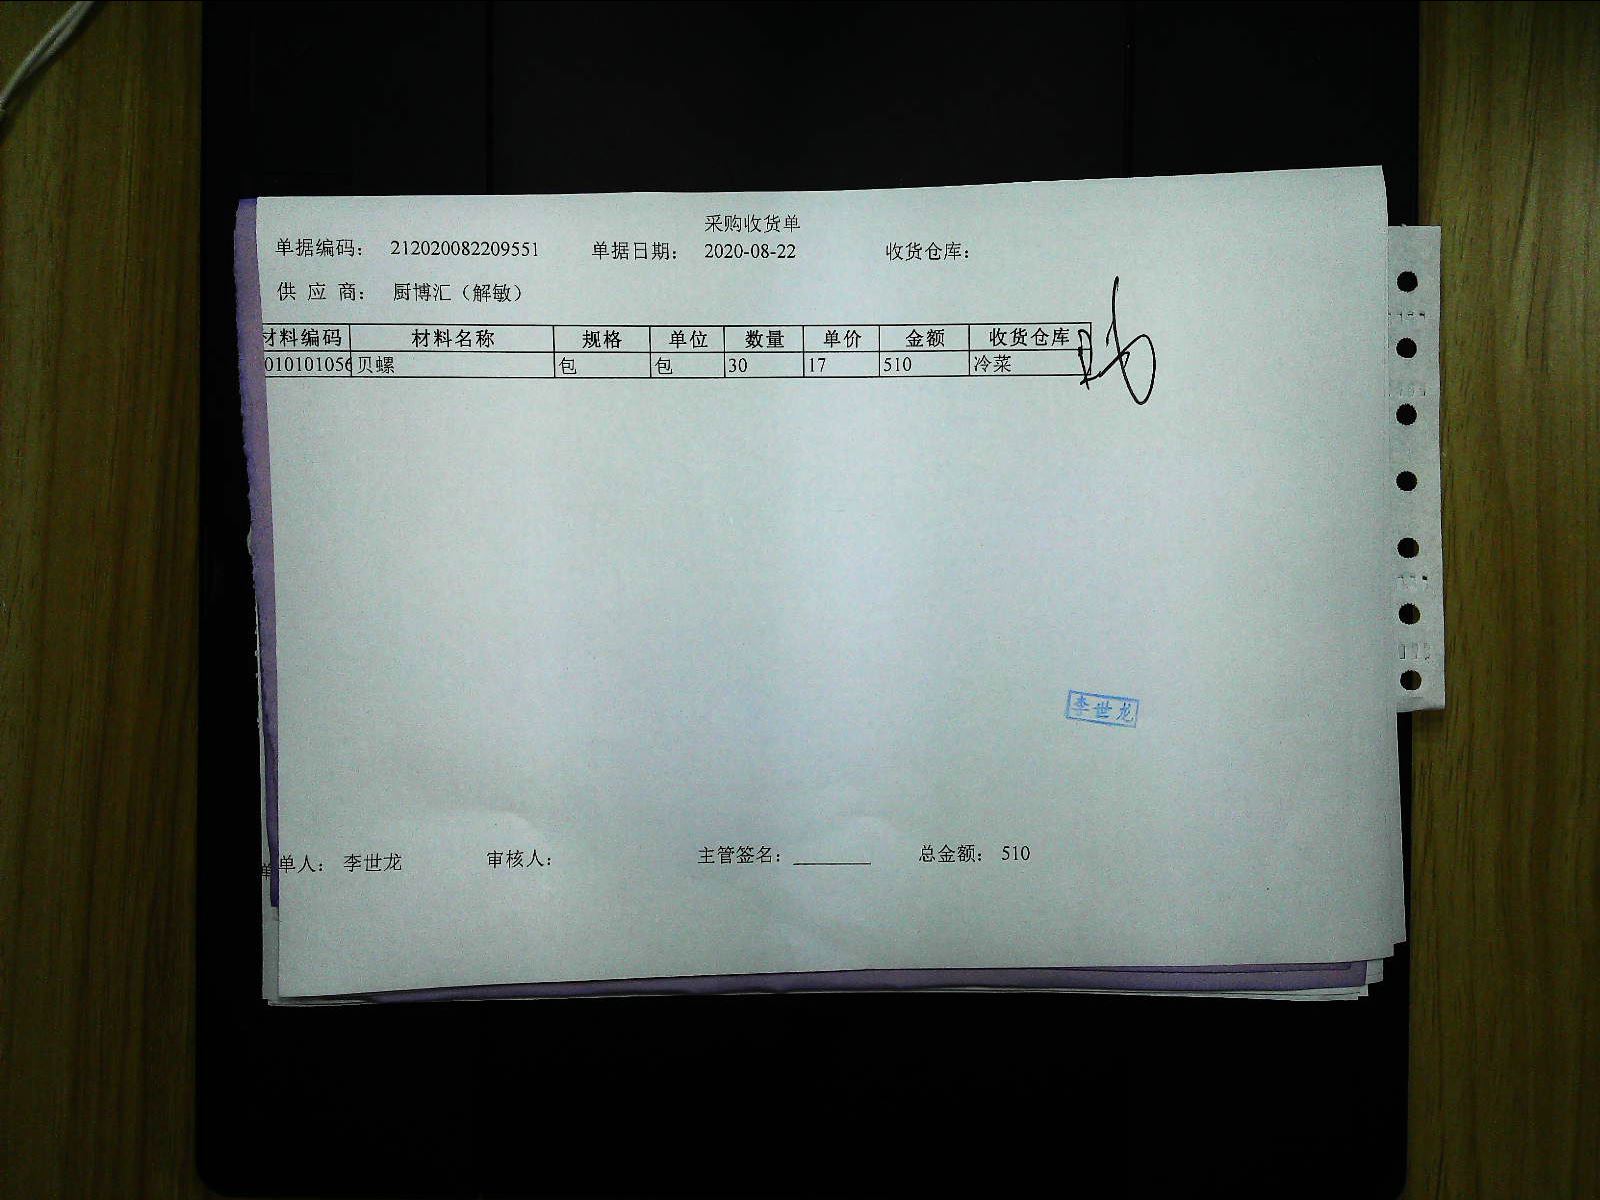 采购收货单
单据编码： 212020082209551 单据日期： 2020-08-22 收货仓库：
供 应 商： 厨博汇（解敏）
材料编码 材料名称 规格 单位 数量 单价 金额 收货仓库
010101056 贝螺 包 包 30 17 510 冷菜
李世龙
单人： 李世龙 审核人： 主管签名： 总金额： 510